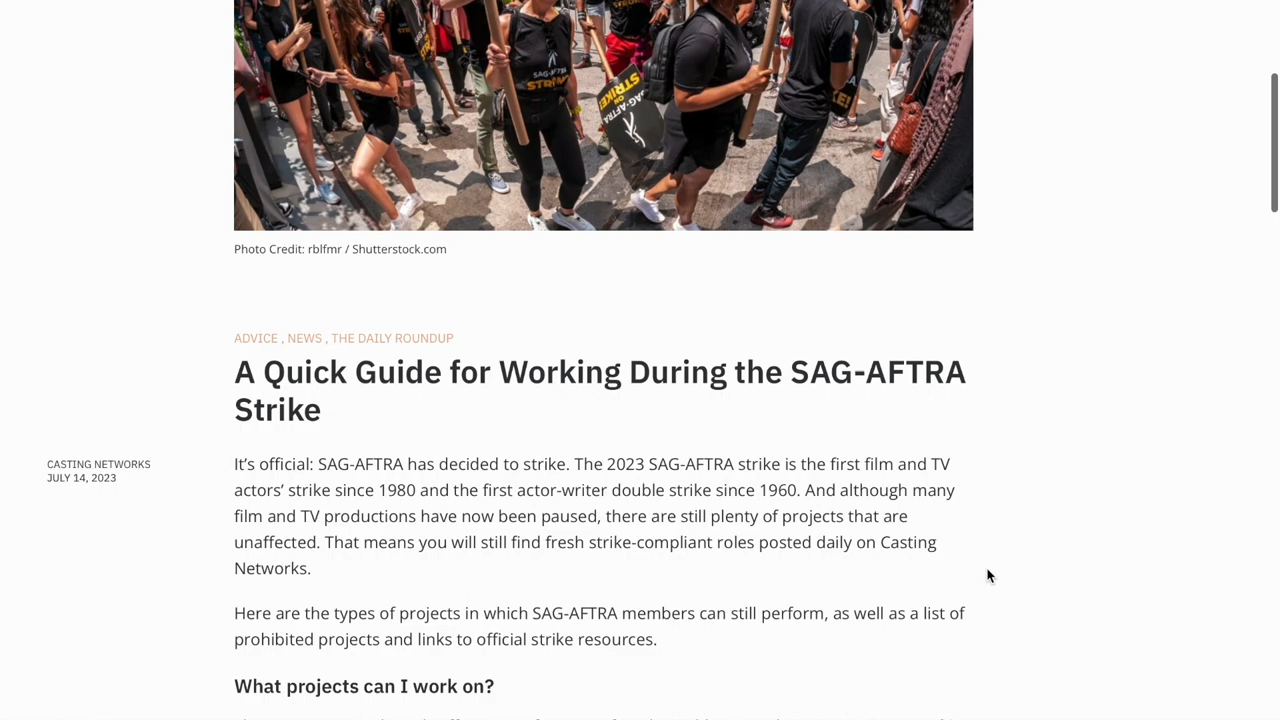 SAG-AFTRA
STRIKE!
ON
SAG-AFTRA
Photo Credit: rblfmr / Shutterstock.com
ADVICE , NEWS , THE DAILY ROUNDUP
A Quick Guide for Working During the SAG-AFTRA
Strike
CASTING NETWORKS
JULY 14, 2023
It’s official: SAG-AFTRA has decided to strike. The 2023 SAG-AFTRA strike is the first film and TV
actors’ strike since 1980 and the first actor-writer double strike since 1960. And although many
film and TV productions have now been paused, there are still plenty of projects that are
unaffected. That means you will still find fresh strike-compliant roles posted daily on Casting
Networks.
Here are the types of projects in which SAG-AFTRA members can still perform, as well as a list of
prohibited projects and links to official strike resources.
What projects can I work on?